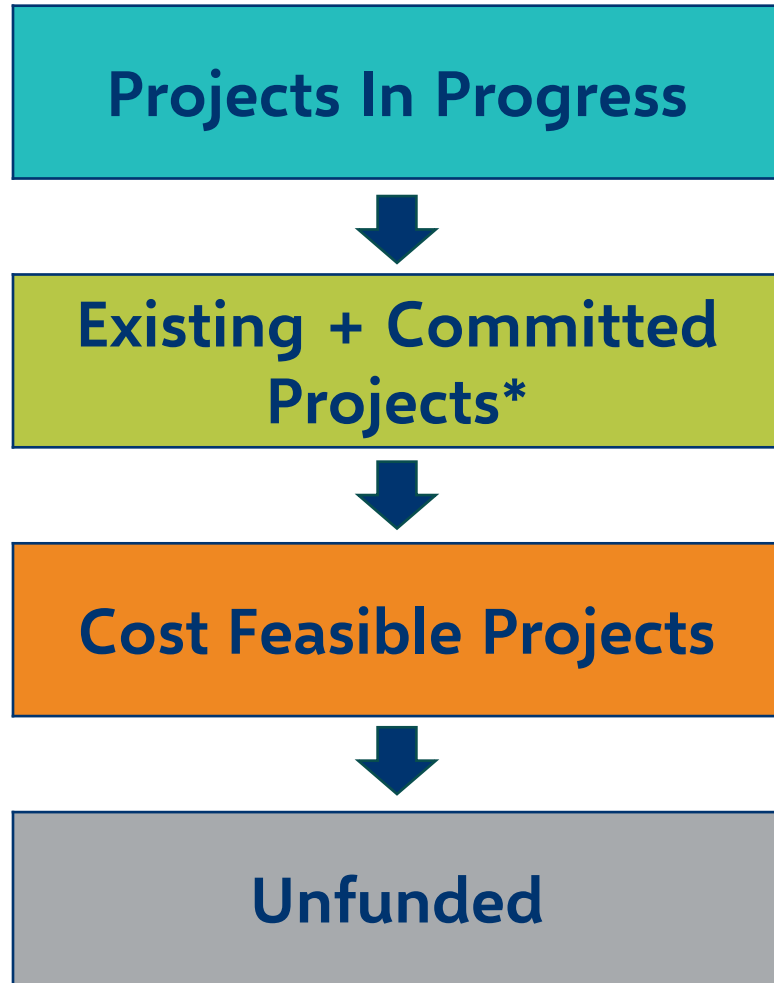 Projects In Progress
Existing + Committed
Projects*
Cost Feasible Projects
Unfunded